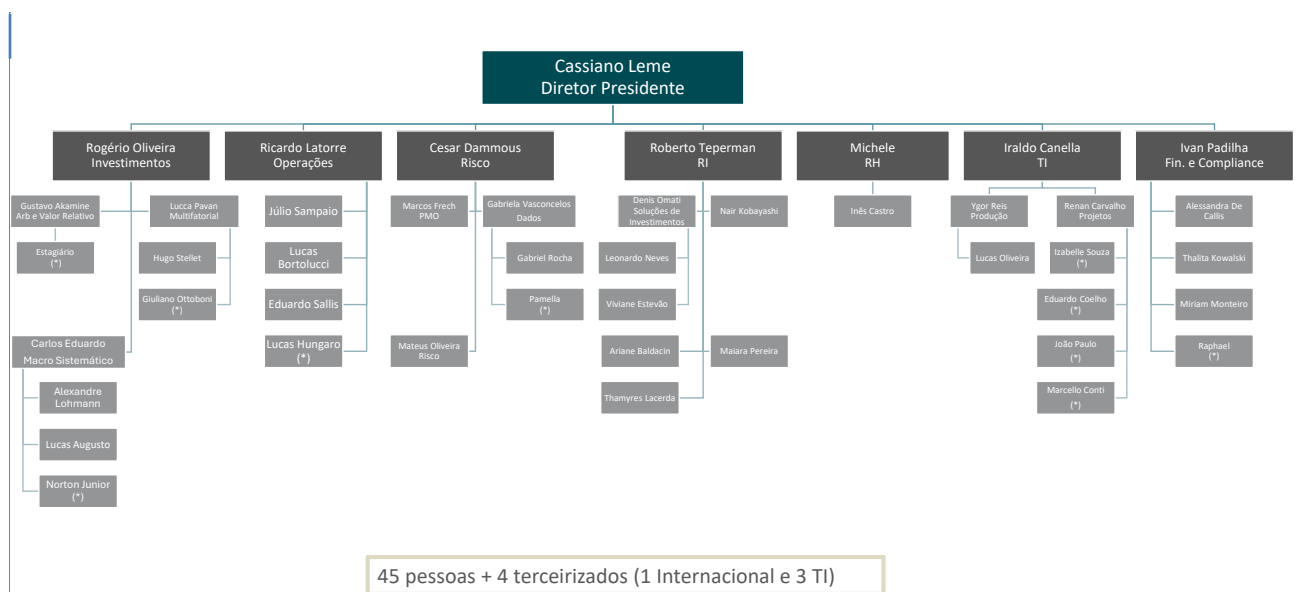 Cassiano Leme
Diretor Presidente
Rogério Oliveira
Investimentos
Ricardo Latorre
Operações
Cesar Dammous
Risco
Roberto Teperman
RI
Michele
RH
Iraldo Canella
TI
Ivan Padilha
Fin. e Compliance
Gustavo Akamine
Arb e Valor Relativo
Lucca Pavan
Multifatorial
Estagiário
(*)
Hugo Stellet
Giuliano Ottoboni
(*)
Carlos Eduardo
Macro Sistemático
Alexandre
Lohmann
Lucas Augusto
Norton Junior
(*)
Júlio Sampaio
Lucas
Bortolucci
Eduardo Sallis
Lucas Hungaro
(*)
Marcos Frech
PMO
Gabriela Vasconcelos
Dados
Gabriel Rocha
Pamella
(*)
Mateus Oliveira
Risco
Denis Omati
Soluções de
Investimentos
Nair Kobayashi
Leonardo Neves
Viviane Estevão
Ariane Baldacin
Maiara Pereira
Thamyres Lacerda
Inês Castro
Ygor Reis
Produção
Renan Carvalho
Projetos
Lucas Oliveira
Izabelle Souza
(*)
Eduardo Coelho
(*)
João Paulo
(*)
Marcello Conti
(*)
Alessandra De
Callis
Thalita Kowalski
Miriam Monteiro
Raphael
(*)
45 pessoas + 4 terceirizados (1 Internacional e 3 TI)